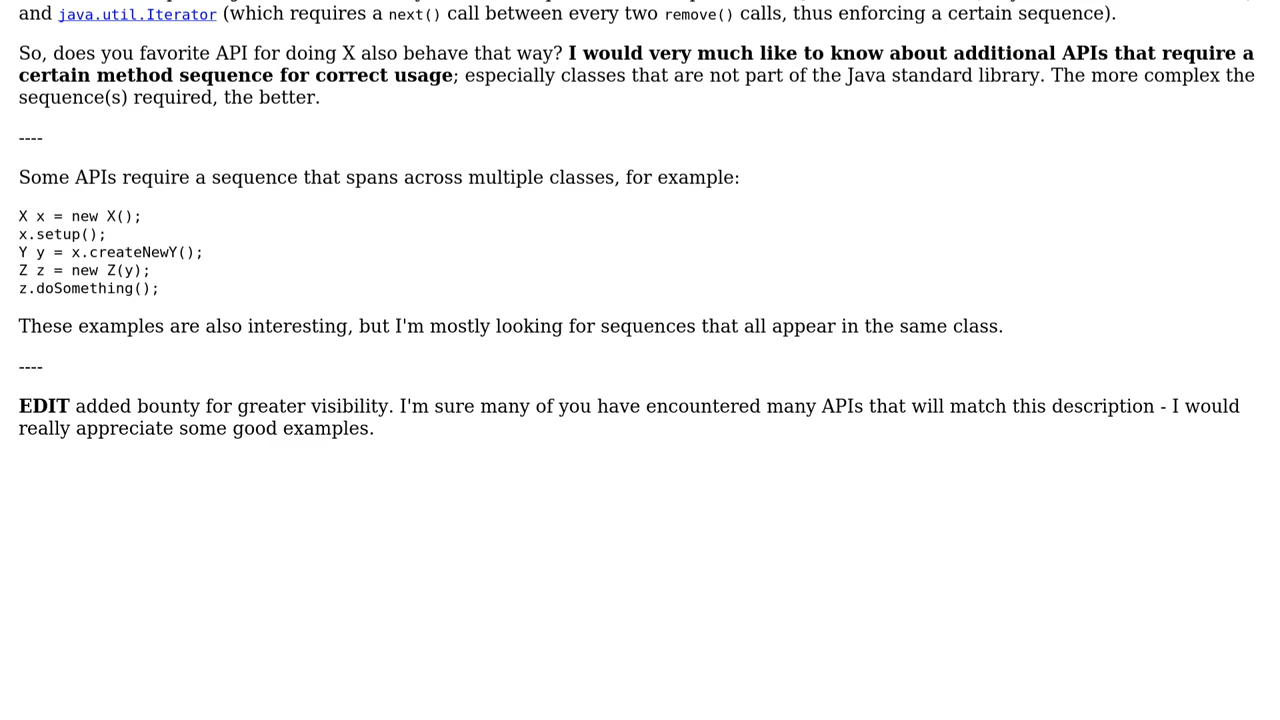 and java.util.Iterator (which requires a next() call between every two remove() calls, thus enforcing a certain sequence).
So, does you favorite API for doing X also behave that way? I would very much like to know about additional APIs that require a
certain method sequence for correct usage; especially classes that are not part of the Java standard library. The more complex the
sequence(s) required, the better.
----
Some APIs require a sequence that spans across multiple classes, for example:
X x = new X();
x.setup();
Y y = x.createNewY();
Z z = new Z(y);
z.doSomething();
These examples are also interesting, but I'm mostly looking for sequences that all appear in the same class.
----
EDIT added bounty for greater visibility. I'm sure many of you have encountered many APIs that will match this description - I would
really appreciate some good examples.